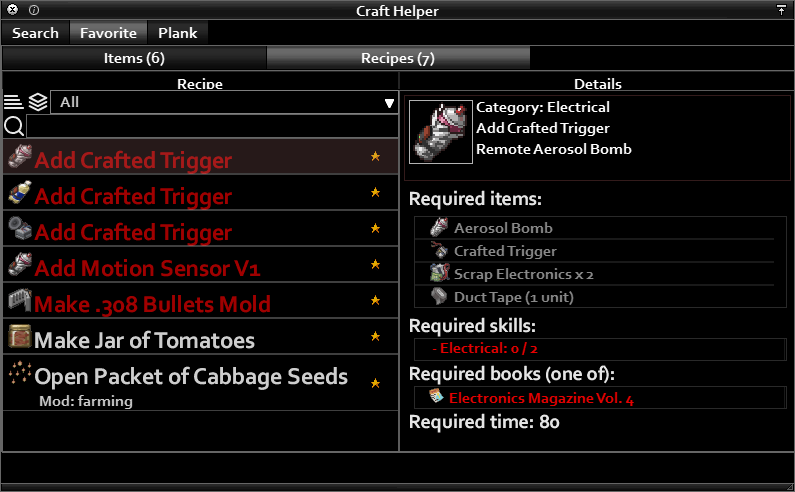 Craft Helper
Search Favorite Plank
Items (6) Recipes (7)
Recipe
All
Add Crafted Trigger
Add Crafted Trigger
Add Crafted Trigger
Add Motion Sensor V1
Make .308 Bullets Mold
Make Jar of Tomatoes
Open Packet of Cabbage Seeds
Mod: farming
Details
Category: Electrical
Add Crafted Trigger
Remote Aerosol Bomb
Required items:
Aerosol Bomb
Crafted Trigger
Scrap Electronics x 2
Duct Tape (1 unit)
Required skills:
- Electrical: 0 / 2
Required books (one of):
Electronics Magazine Vol. 4
Required time: 80